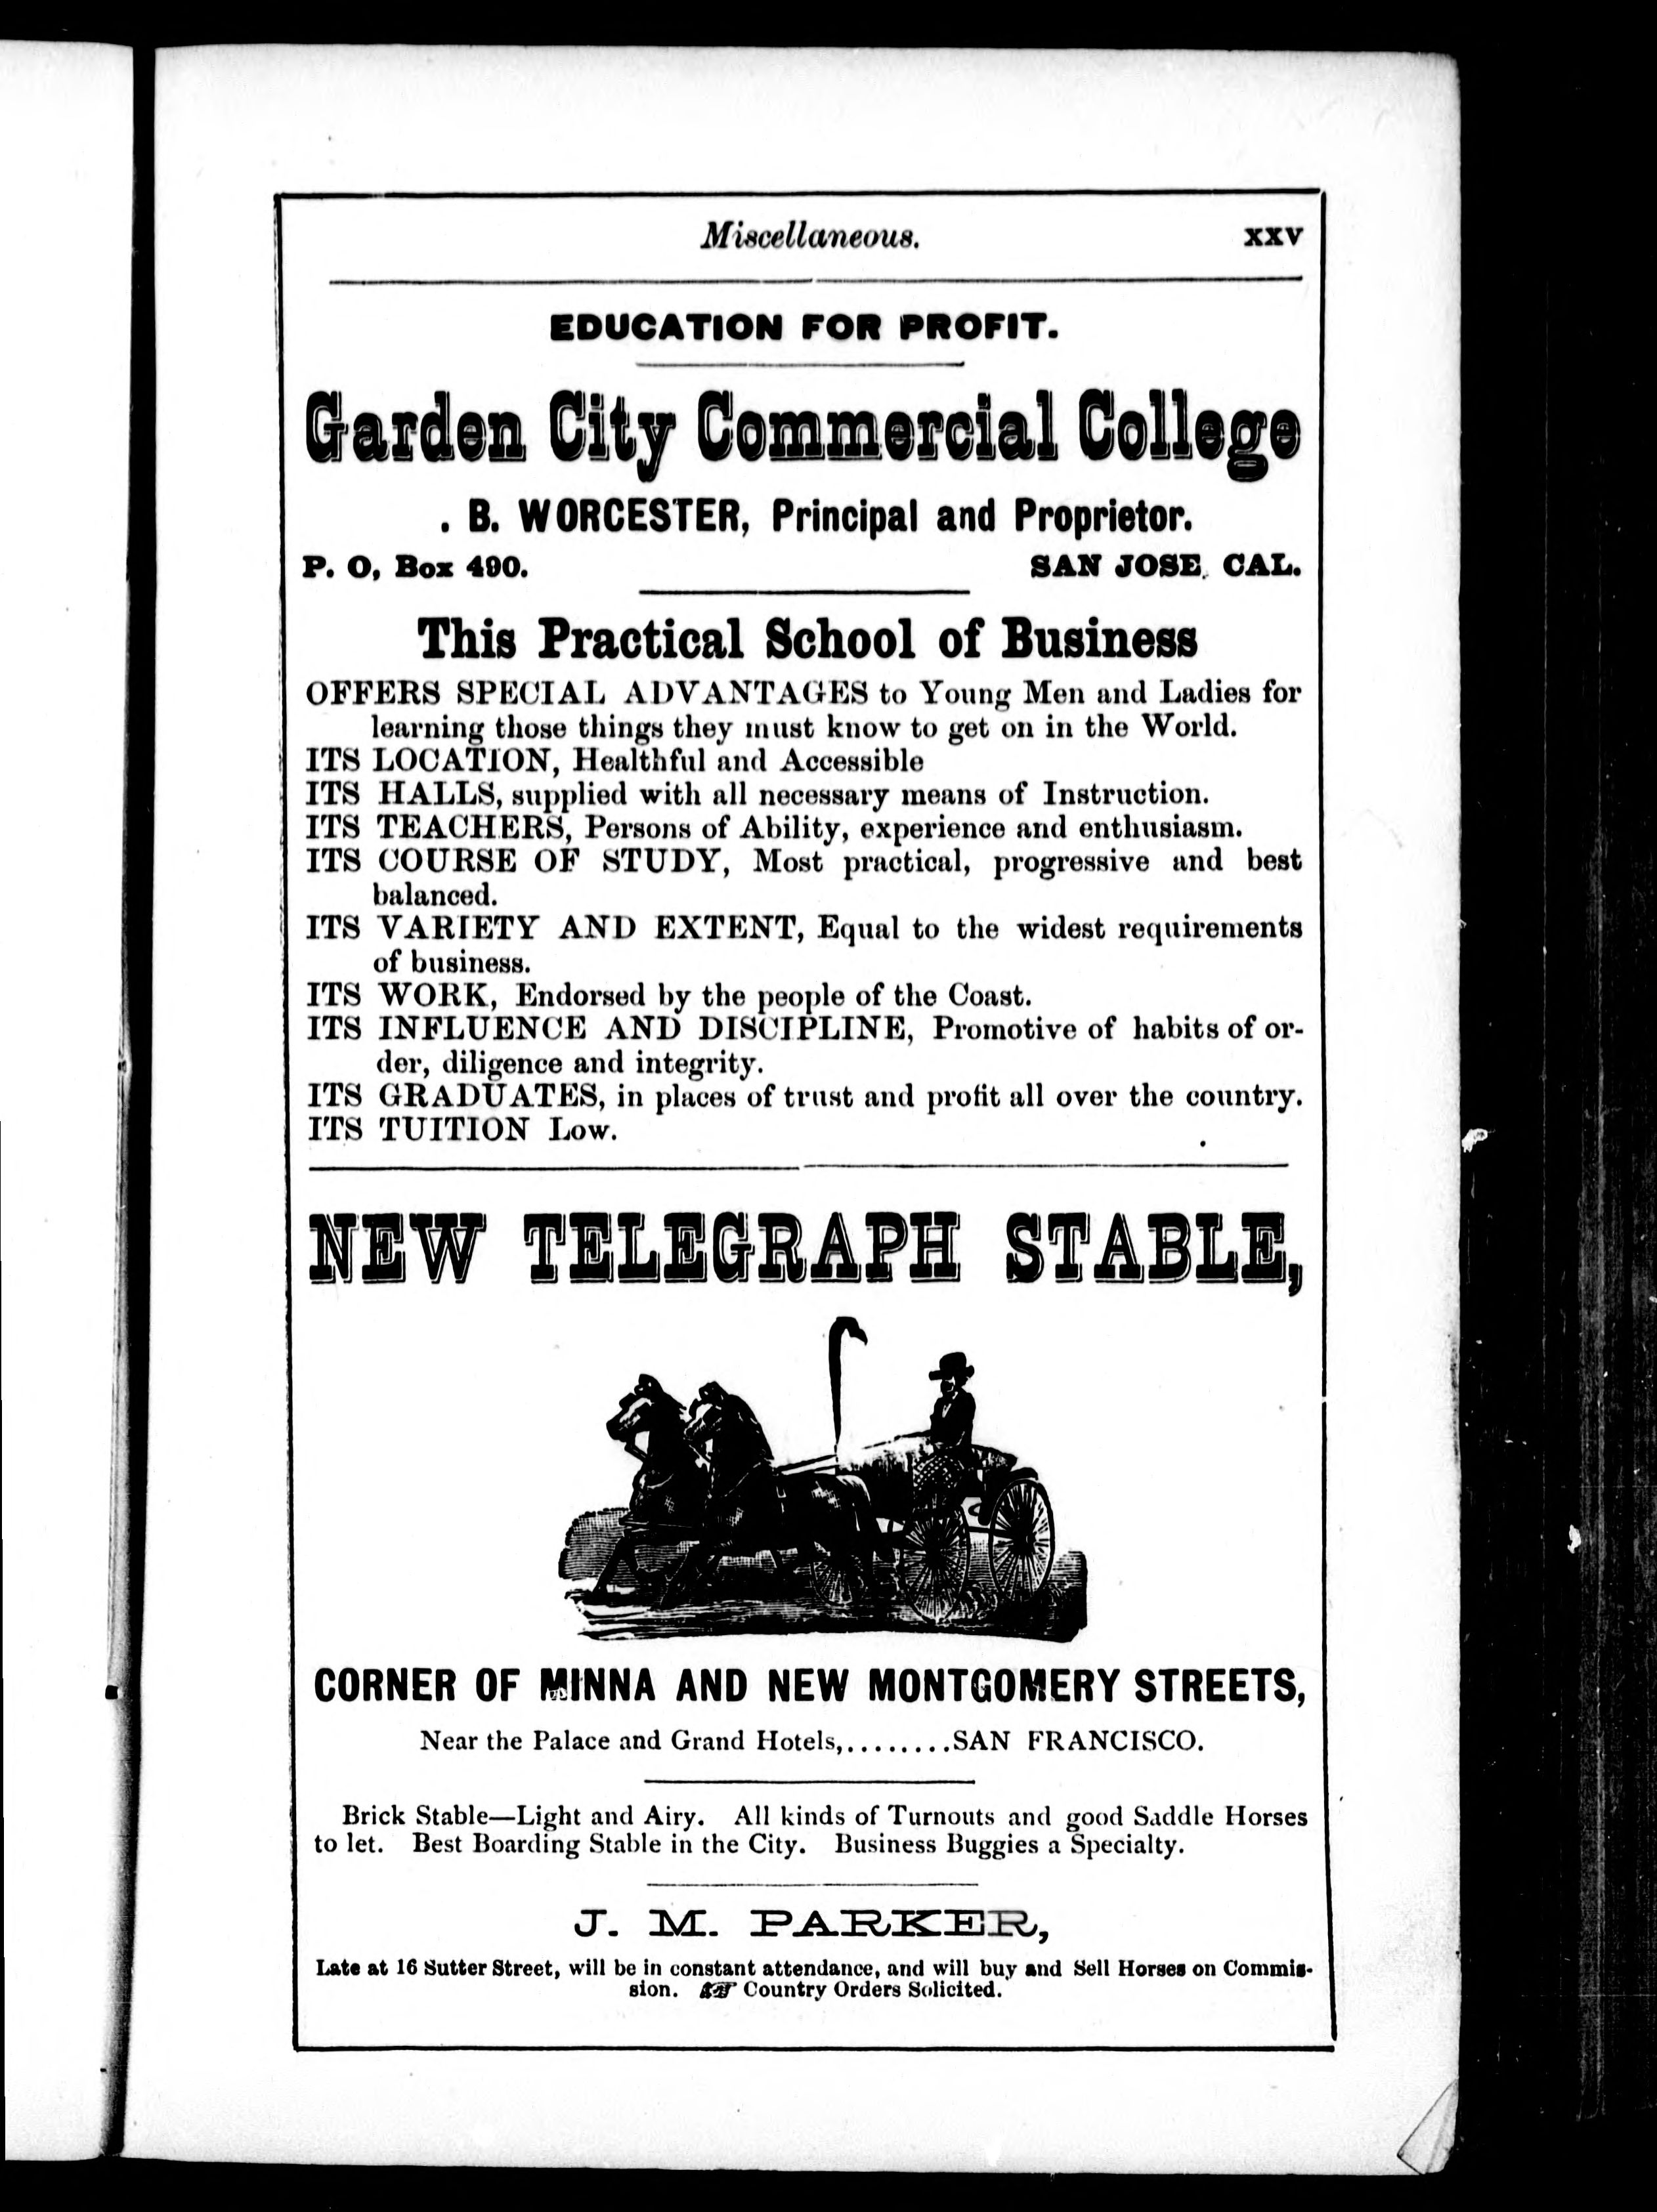 Miscellaneous. xxv
EDUCATION FOR PROFIT.
Garden City Commercial College
. B. WORCESTER, Principal and Proprietor.
P. O, Box 490. SAN JOSE, CAL.
This Practical School of Business
OFFERS SPECIAL ADVANTAGES to Young Men and Ladies for
learning those things they must know to get on in the World.
ITS LOCATION, Healthful and Accessible
ITS HALLS, supplied with all necessary means of Instruction.
ITS TEACHERS, Persons of Ability, experience and enthusiasm.
ITS COURSE OF STUDY, Most practical, progressive and best
balanced.
ITS VARIETY AND EXTENT, Equal to the widest requirements
of business.
ITS WORK, Endorsed by the people of the Coast.
ITS INFLUENCE AND DISCIPLINE, Promotive of habits of or-
der, diligence and integrity.
ITS GRADUATES, in places of trust and profit all over the country.
ITS TUITION Low.
NEW TELEGRAPH STABLE,
CORNER OF MINNA AND NEW MONTGOMERY STREETS,
Near the Palace and Grand Hotels,........SAN FRANCISCO.
Brick Stable—Light and Airy. All kinds of Turnouts and good Saddle Horses
to let. Best Boarding Stable in the City. Business Buggies a Specialty.
J. M. PARKER,
Late at 16 Sutter Street, will be in constant attendance, and will buy and Sell Horses on Commis-
sion. ☞ Country Orders Solicited.